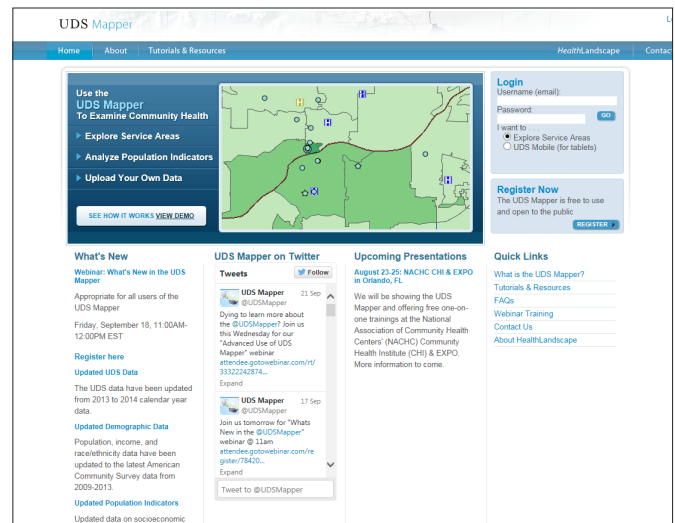 UDS Mapper
Home About Tutorials & Resources HealthLandscape Contac
Use the
UDS Mapper
To Examine Community Health
Explore Service Areas
Analyze Population Indicators
Upload Your Own Data
SEE HOW IT WORKS VIEW DEMO
H
H
H
H
H
Login
Username (email):
Password:
GO
I want to . . .
Explore Service Areas
UDS Mobile (for tablets)
Register Now
The UDS Mapper is free to use
and open to the public
REGISTER
What's New
Webinar: What's New in the UDS
Mapper
Appropriate for all users of the
UDS Mapper
Friday, September 18, 11:00AM-
12:00PM EST
Register here
Updated UDS Data
The UDS data have been updated
from 2013 to 2014 calendar year
data.
Updated Demographic Data
Population, income, and
race/ethnicity data have been
updated to the latest American
Community Survey data from
2009-2013.
Updated Population Indicators
Updated data on socioeconomic
UDS Mapper on Twitter
Tweets Follow
UDS Mapper 21 Sep
@UDSMapper
Dying to learn more about
the @UDSMapper? Join us
this Wednesday for our
"Advanced Use of UDS
Mapper" webinar
attendee.gotowebinar.com/rt/
33322242874...
Expand
UDS Mapper 17 Sep
@UDSMapper
Join us tomorrow for "Whats
New in the @UDSMapper"
webinar @ 11am
attendee.gotowebinar.com/re
gister/78420...
Expand
Tweet to @UDSMapper
Upcoming Presentations
August 23-25: NACHC CHI & EXPO
in Orlando, FL
We will be showing the UDS
Mapper and offering free one-on-
one trainings at the National
Association of Community Health
Centers' (NACHC) Community
Health Institute (CHI) & EXPO.
More information to come.
Quick Links
What is the UDS Mapper?
Tutorials & Resources
FAQs
Webinar Training
Contact Us
About HealthLandscape